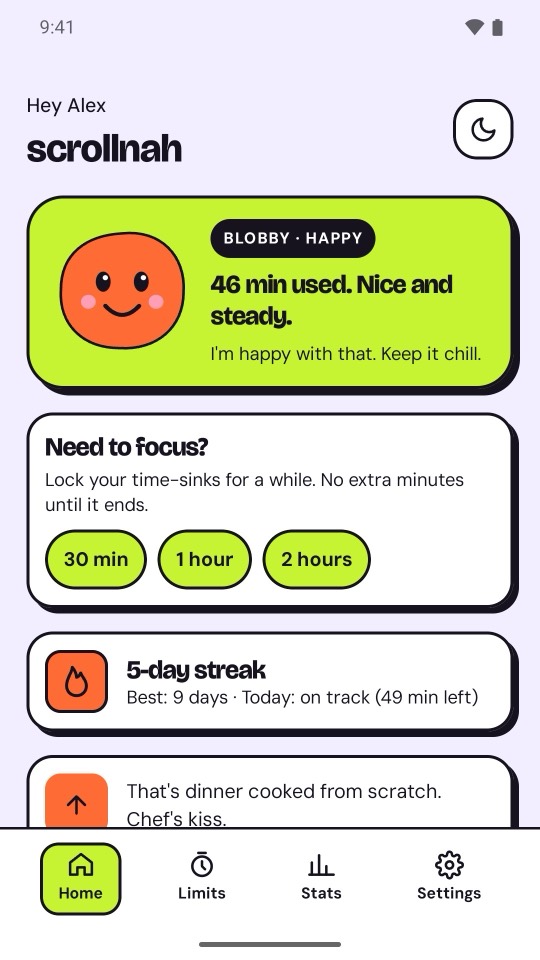 9:41
Hey Alex
scrollnah
BLOBBY · HAPPY
46 min used. Nice and
steady.
I'm happy with that. Keep it chill.
Need to focus?
Lock your time-sinks for a while. No extra minutes
until it ends.
30 min
1 hour
2 hours
5-day streak
Best: 9 days · Today: on track (49 min left)
That's dinner cooked from scratch.
Chef's kiss.
Home
Limits
Stats
Settings